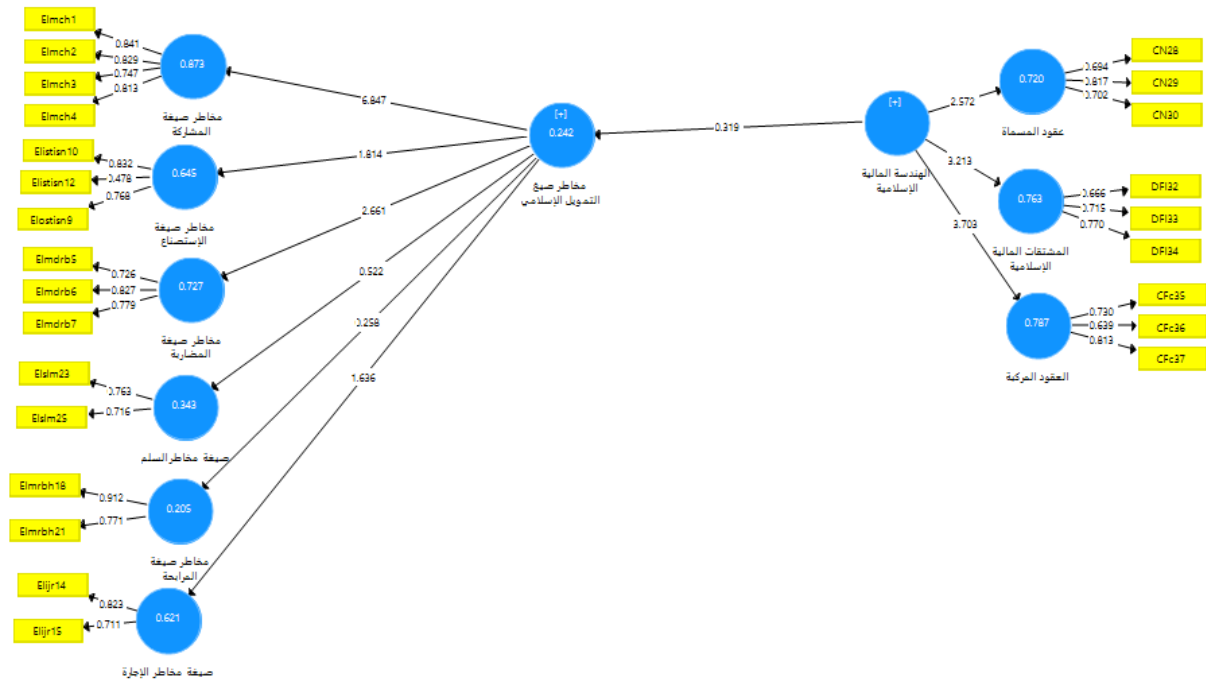 Elmch1
Elmch2
Elmch3
Elmch4
0.841
0.829
0.747
0.813
0.873
مخاطر صيغة
المشاركة
Elistisn10
Elistisn12
Elostisn9
0.832
0.478
0.768
0.645
مخاطر صيغة
الإستصناع
Elmdrb5
Elmdrb6
Elmdrb7
0.726
0.827
0.779
0.727
مخاطر صيغة
المضاربة
Elslm23
Elslm25
0.763
0.716
0.343
صيغة مخاطر السلم
Elmrbh18
Elmrbh21
0.912
0.771
0.205
مخاطر صيغة
المرابحة
Elijr14
Elijr15
0.823
0.711
0.621
صيغة مخاطر الإجارة
6.847
1.814
2.661
0.522
0.258
1.636
[+]
0.242
مخاطر صيغ
التمويل الإسلامي
0.319
[+]
الهندسة المالية
الإسلامية
2.572
3.213
3.703
0.720
عقود المسماة
0.694
0.817
0.702
CN28
CN29
CN30
0.763
المشتقات المالية
الإسلامية
0.666
0.715
0.770
DFI32
DFI33
DFI34
0.787
العقود المركبة
0.730
0.639
0.813
CFc35
CFc36
CFc37